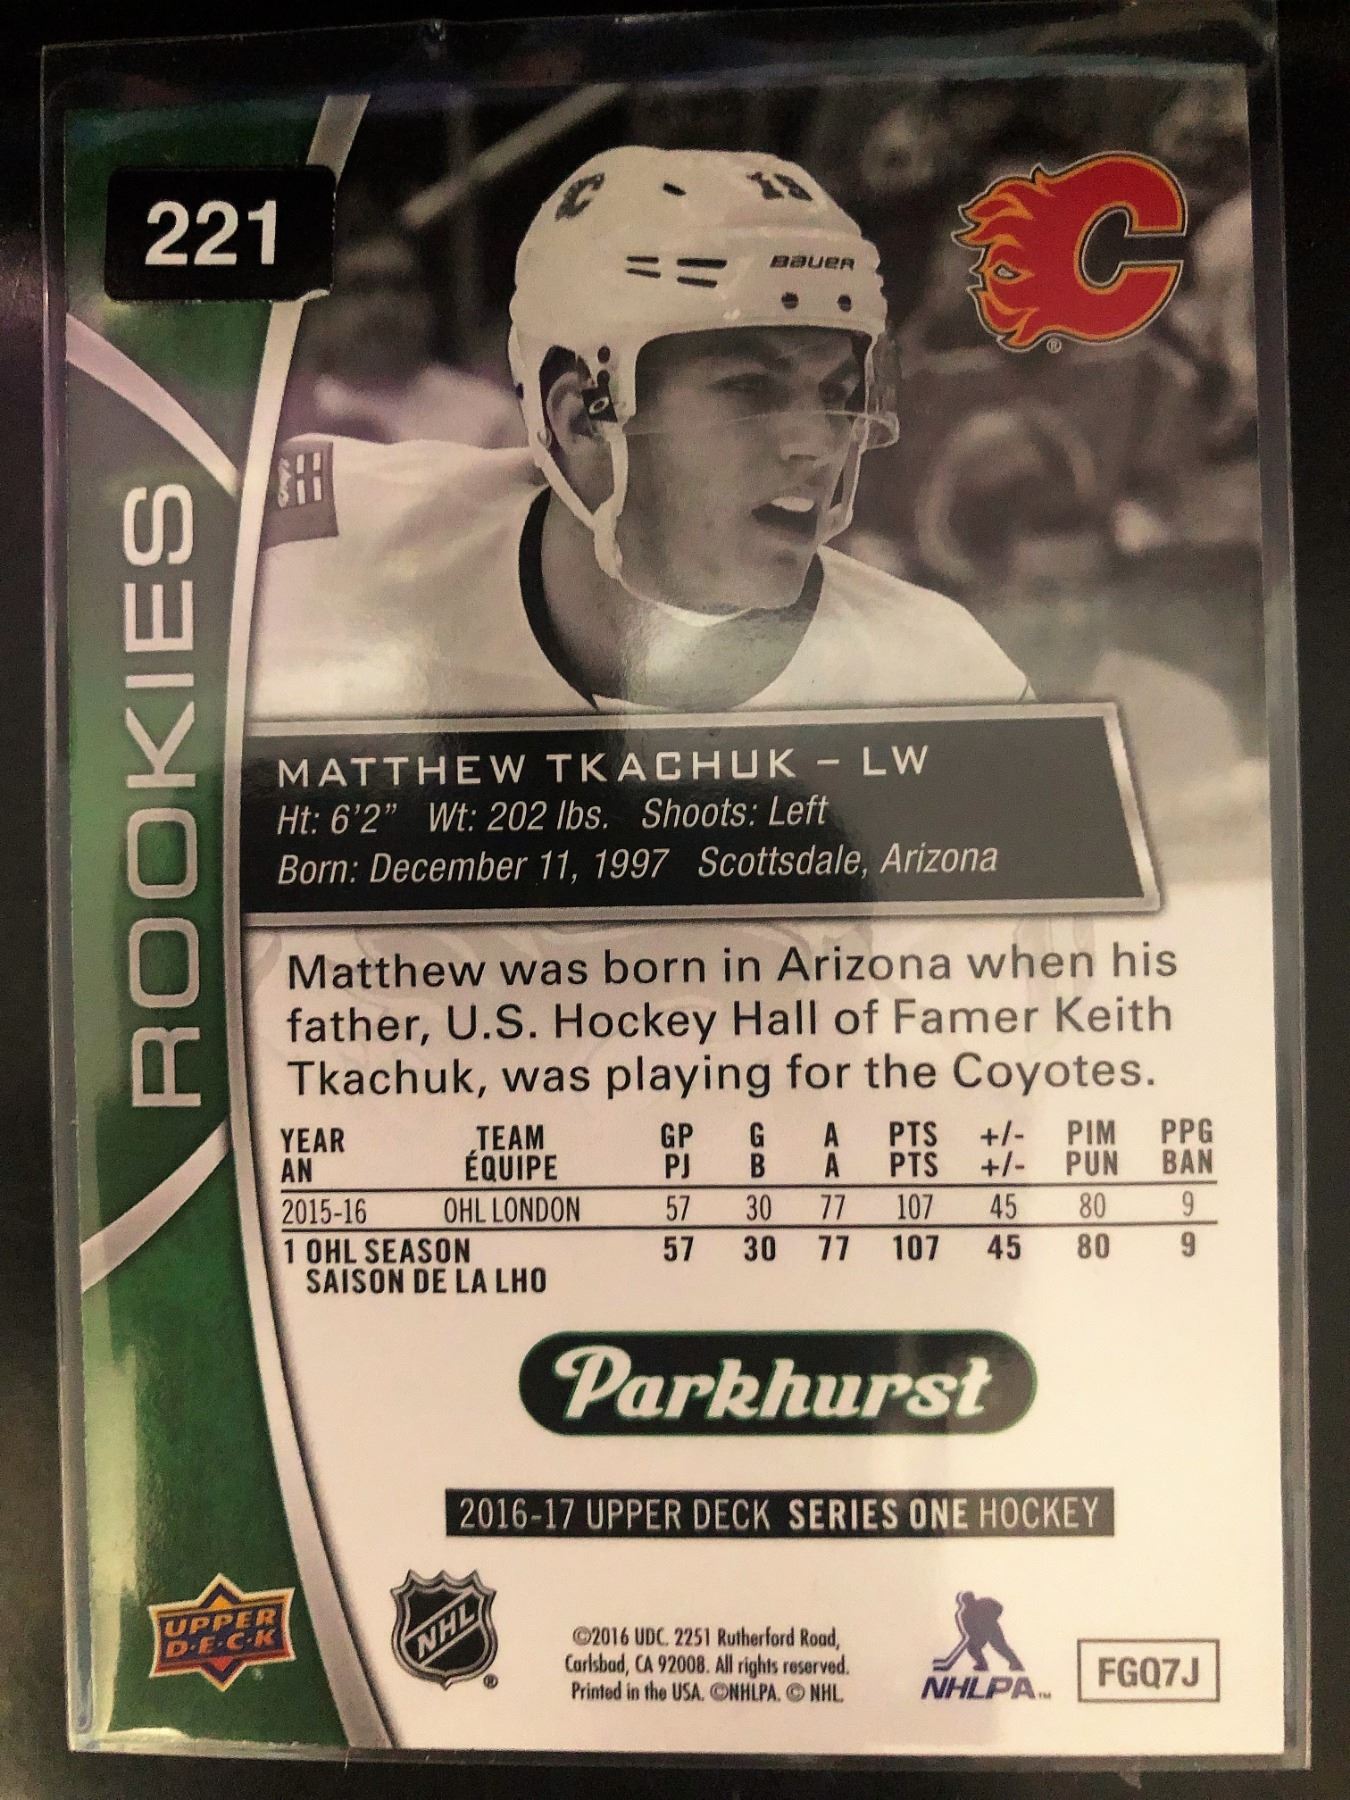 221
C 19
BAUER
C
®
ROOKIES
MATTHEW TKACHUK – LW
Ht: 6'2" Wt: 202 lbs. Shoots: Left
Born: December 11, 1997 Scottsdale, Arizona
Matthew was born in Arizona when his
father, U.S. Hockey Hall of Famer Keith
Tkachuk, was playing for the Coyotes.
YEAR TEAM GP G A PTS +/- PIM PPG
AN ÉQUIPE PJ B A PTS +/- PUN BAN
2015-16 OHL LONDON 57 30 77 107 45 80 9
1 OHL SEASON 57 30 77 107 45 80 9
SAISON DE LA LHO
Parkhurst
2016-17 UPPER DECK SERIES ONE HOCKEY
UPPER
D·E·C·K
NHL
®
©2016 UDC. 2251 Rutherford Road,
Carlsbad, CA 92008. All rights reserved.
Printed in the USA. ©NHLPA. © NHL.
NHLPA™
FGQ7J